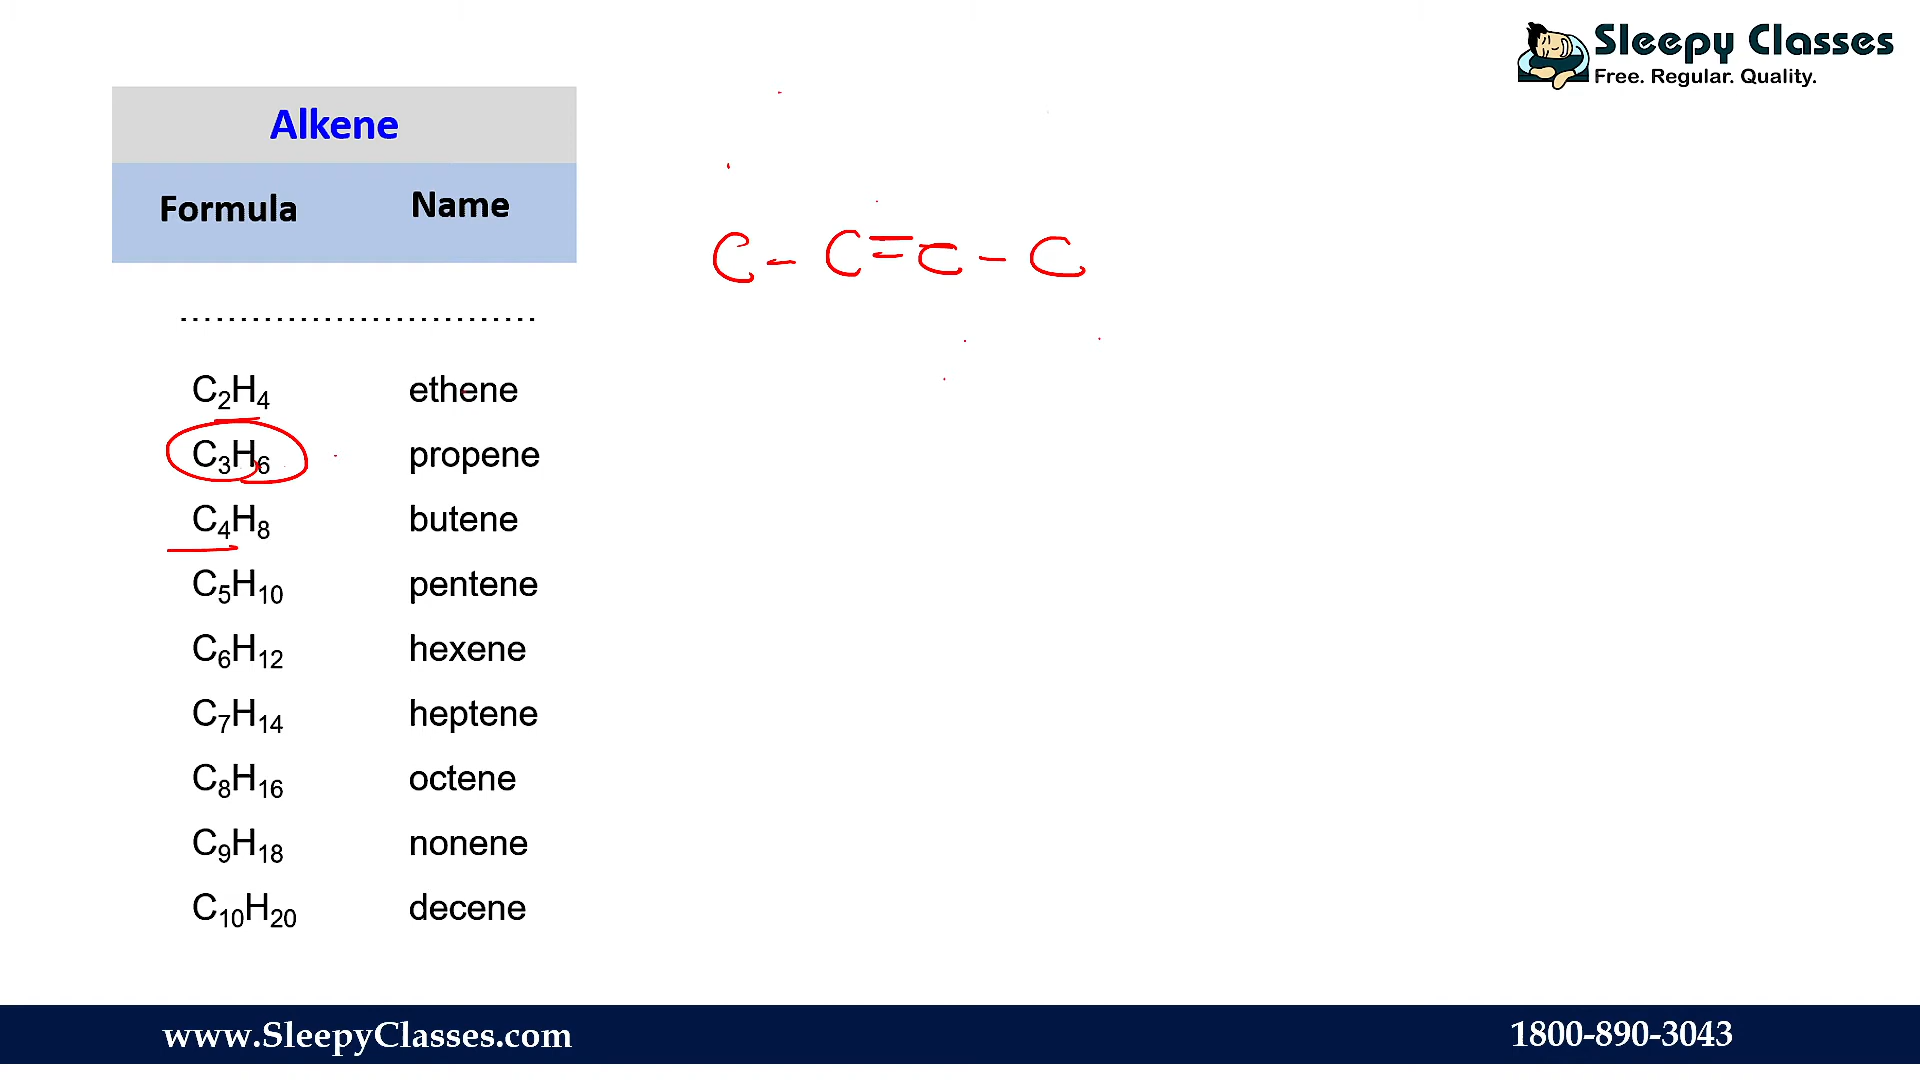 Sleepy Classes
Free. Regular. Quality.
Alkene
Formula Name
C - C = C - C
..............................
C₂H₄ ethene
C₃H₆ propene
C₄H₈ butene
C₅H₁₀ pentene
C₆H₁₂ hexene
C₇H₁₄ heptene
C₈H₁₆ octene
C₉H₁₈ nonene
C₁₀H₂₀ decene
www.SleepyClasses.com 1800-890-3043